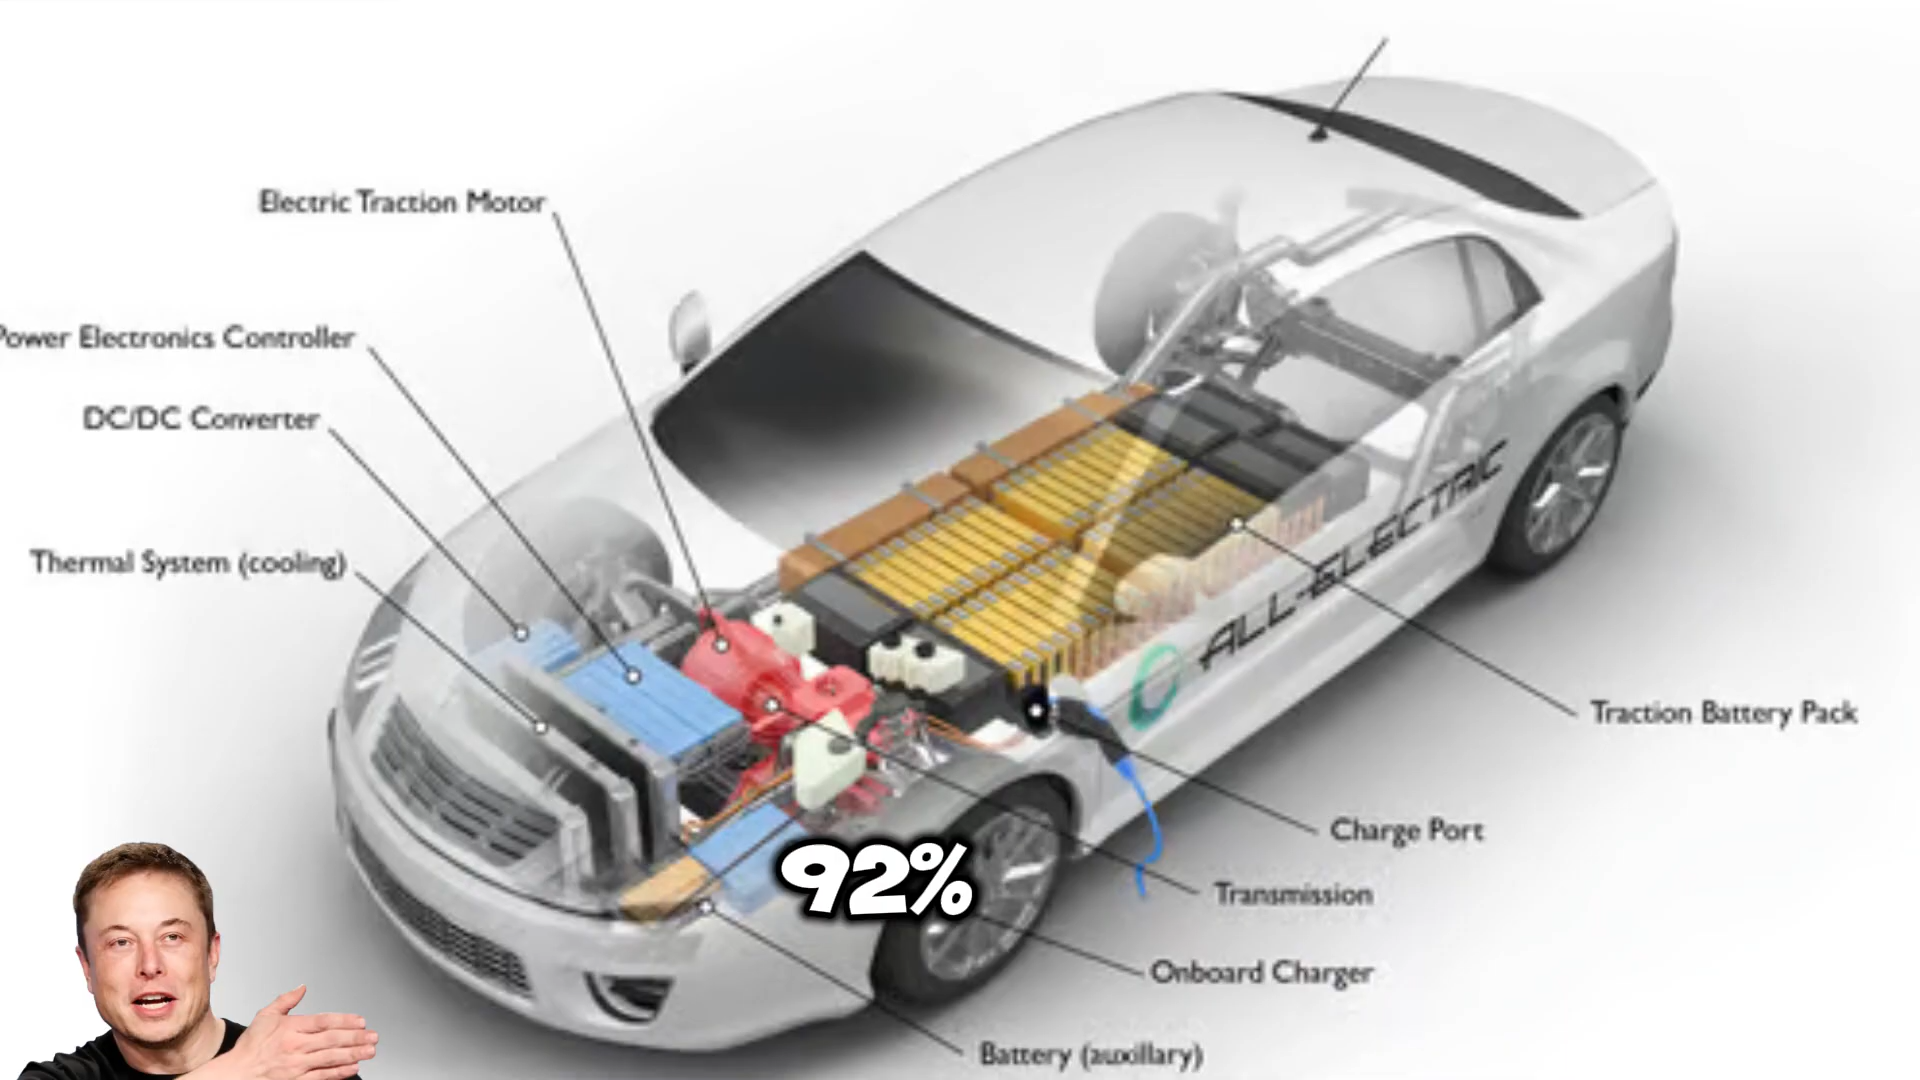 Electric Traction Motor
Power Electronics Controller
DC/DC Converter
Thermal System (cooling)
ALL-ELECTRIC
Traction Battery Pack
Charge Port
92%
Transmission
Onboard Charger
Battery (auxillary)